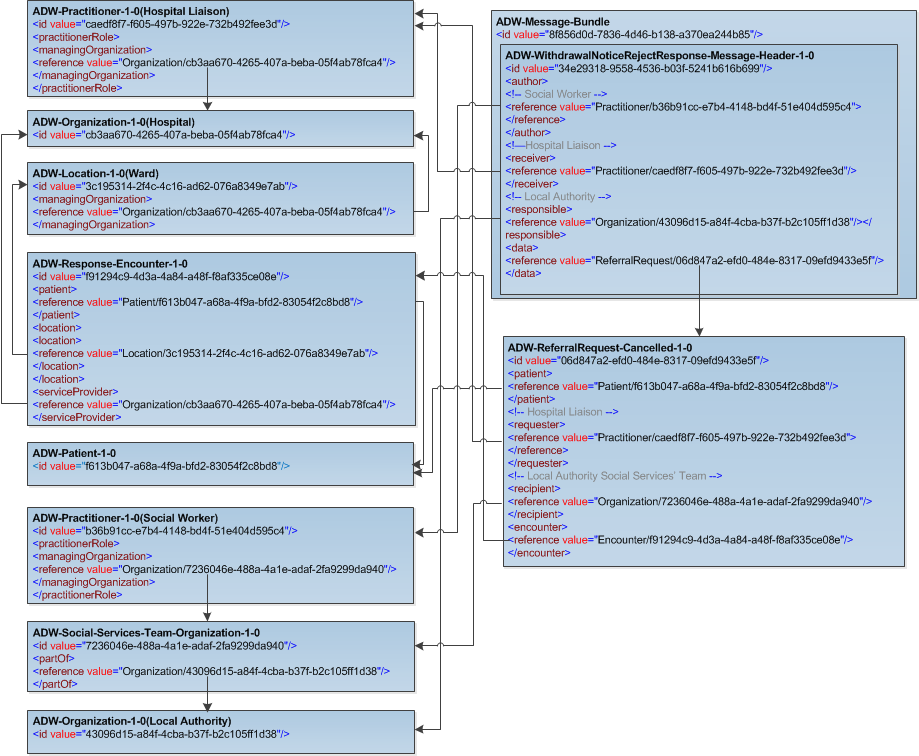 ADW-Practitioner-1-0(Hospital Liaison)
<id value="caedf8f7-f605-497b-922e-732b492fee3d"/>
<practitionerRole>
<managingOrganization>
<reference value="Organization/cb3aa670-4265-407a-beba-05f4ab78fca4"/>
</managingOrganization>
</practitionerRole>
ADW-Organization-1-0(Hospital)
<id value="cb3aa670-4265-407a-beba-05f4ab78fca4"/>
ADW-Location-1-0(Ward)
<id value="3c195314-2f4c-4c16-ad62-076a8349e7ab"/>
<managingOrganization>
<reference value="Organization/cb3aa670-4265-407a-beba-05f4ab78fca4"/>
</managingOrganization>
ADW-Response-Encounter-1-0
<id value="f91294c9-4d3a-4a84-a48f-f8af335ce08e"/>
<patient>
<reference value="Patient/f613b047-a68a-4f9a-bfd2-83054f2c8bd8"/>
</patient>
<location>
<location>
<reference value="Location/3c195314-2f4c-4c16-ad62-076a8349e7ab"/>
</location>
</location>
<serviceProvider>
<reference value="Organization/cb3aa670-4265-407a-beba-05f4ab78fca4"/>
</serviceProvider>
ADW-Patient-1-0
<id value="f613b047-a68a-4f9a-bfd2-83054f2c8bd8"/>
ADW-Practitioner-1-0(Social Worker)
<id value="b36b91cc-e7b4-4148-bd4f-51e404d595c4"/>
<practitionerRole>
<managingOrganization>
<reference value="Organization/7236046e-488a-4a1e-adaf-2fa9299da940"/>
</managingOrganization>
</practitionerRole>
ADW-Social-Services-Team-Organization-1-0
<id value="7236046e-488a-4a1e-adaf-2fa9299da940"/>
<partOf>
<reference value="Organization/43096d15-a84f-4cba-b37f-b2c105ff1d38"/>
</partOf>
ADW-Organization-1-0(Local Authority)
<id value="43096d15-a84f-4cba-b37f-b2c105ff1d38"/>
ADW-Message-Bundle
<id value="8f856d0d-7836-4d46-b138-a370ea244b85"/>
ADW-WithdrawalNoticeRejectResponse-Message-Header-1-0
<id value="34e29318-9558-4536-b03f-5241b616b699"/>
<author>
<!-- Social Worker -->
<reference value="Practitioner/b36b91cc-e7b4-4148-bd4f-51e404d595c4">
</reference>
</author>
<!—Hospital Liaison -->
<receiver>
<reference value="Practitioner/caedf8f7-f605-497b-922e-732b492fee3d"/>
</receiver>
<!-- Local Authority -->
<responsible>
<reference value="Organization/43096d15-a84f-4cba-b37f-b2c105ff1d38"/></
responsible>
<data>
<reference value="ReferralRequest/06d847a2-efd0-484e-8317-09efd9433e5f"/>
</data>
ADW-ReferralRequest-Cancelled-1-0
<id value="06d847a2-efd0-484e-8317-09efd9433e5f"/>
<patient>
<reference value="Patient/f613b047-a68a-4f9a-bfd2-83054f2c8bd8"/>
</patient>
<!-- Hospital Liaison -->
<requester>
<reference value="Practitioner/caedf8f7-f605-497b-922e-732b492fee3d">
</reference>
</requester>
<!-- Local Authority Social Services' Team -->
<recipient>
<reference value="Organization/7236046e-488a-4a1e-adaf-2fa9299da940"/>
</recipient>
<encounter>
<reference value="Encounter/f91294c9-4d3a-4a84-a48f-f8af335ce08e"/>
</encounter>